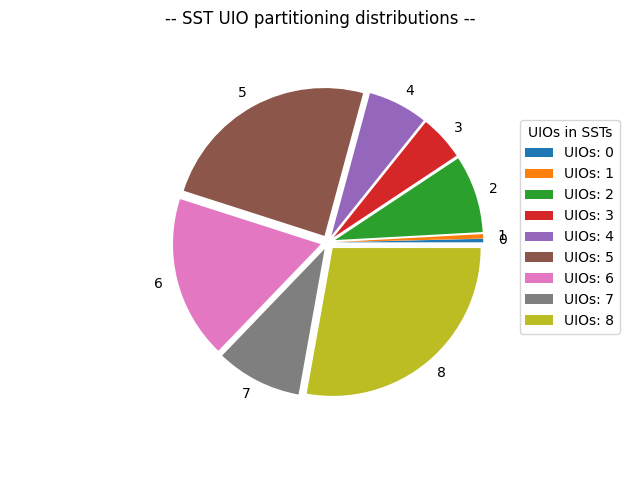 -- SST UIO partitioning distributions --
5
4
3
2
1
0
6
7
8
UIOs in SSTs
UIOs: 0
UIOs: 1
UIOs: 2
UIOs: 3
UIOs: 4
UIOs: 5
UIOs: 6
UIOs: 7
UIOs: 8